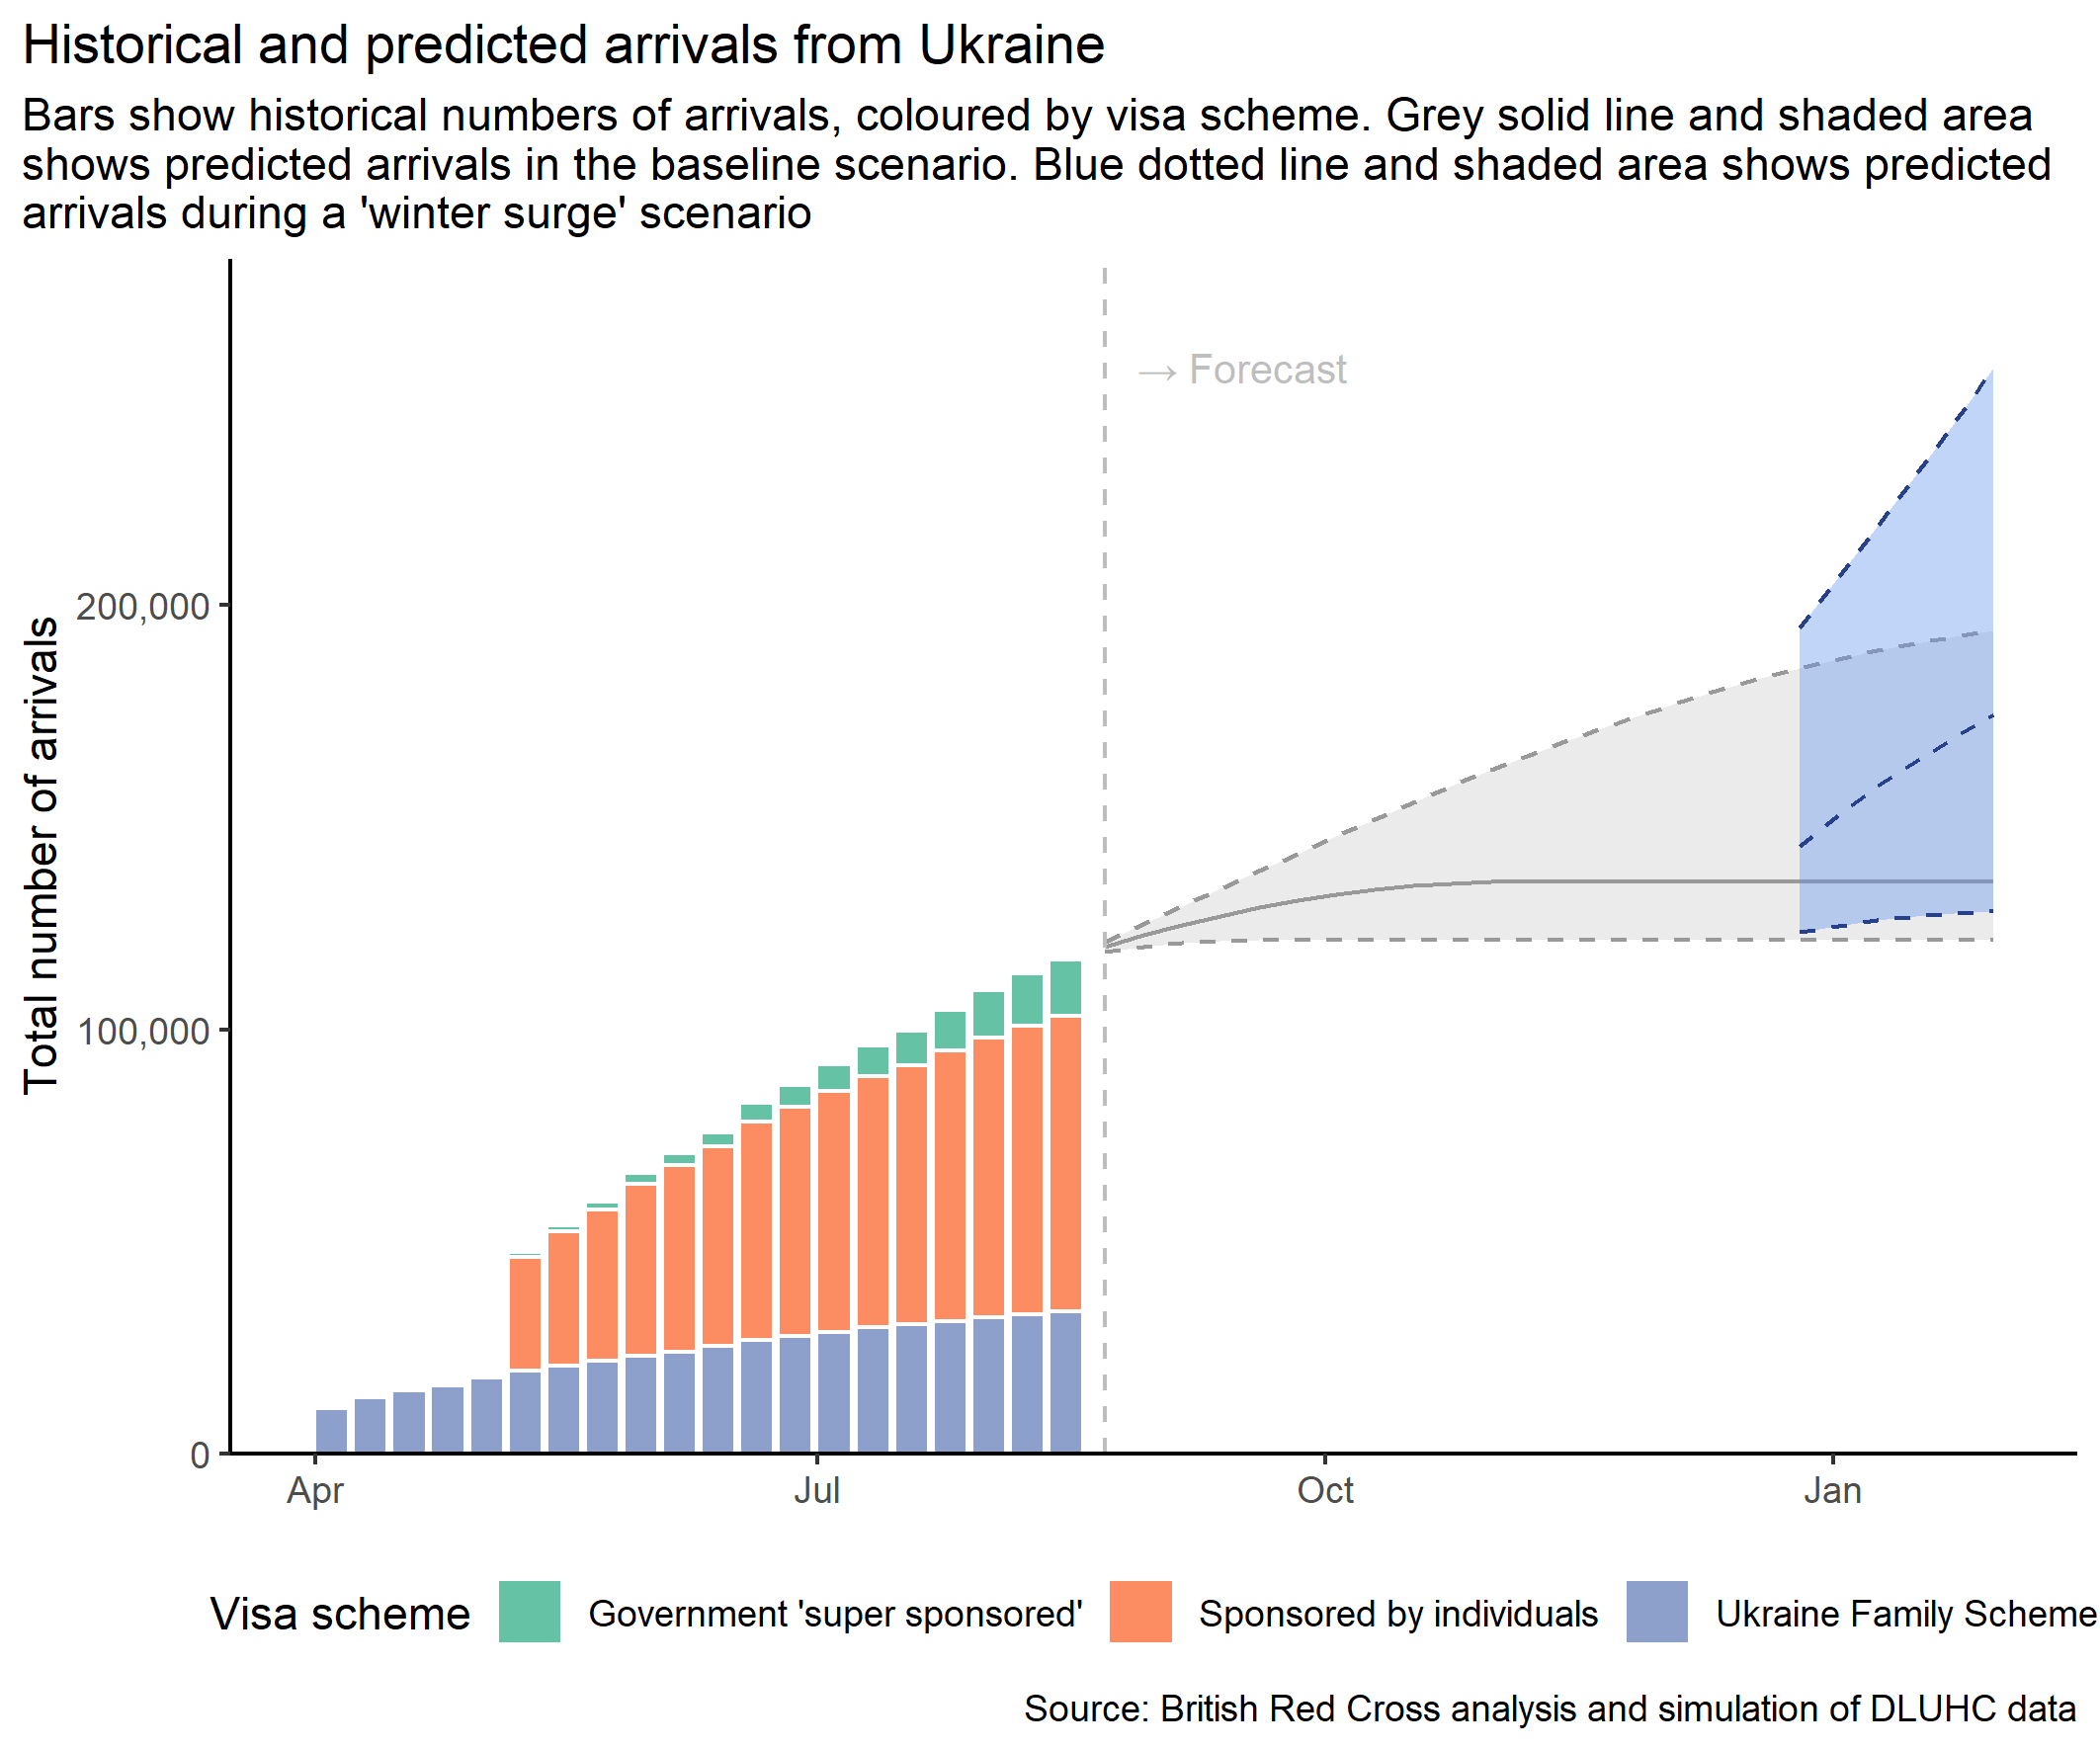 Historical and predicted arrivals from Ukraine
Bars show historical numbers of arrivals, coloured by visa scheme. Grey solid line and shaded area
shows predicted arrivals in the baseline scenario. Blue dotted line and shaded area shows predicted
arrivals during a 'winter surge' scenario
→ Forecast
Total number of arrivals
200,000
100,000
0
Apr Jul Oct Jan
Visa scheme Government 'super sponsored' Sponsored by individuals Ukraine Family Scheme
Source: British Red Cross analysis and simulation of DLUHC data